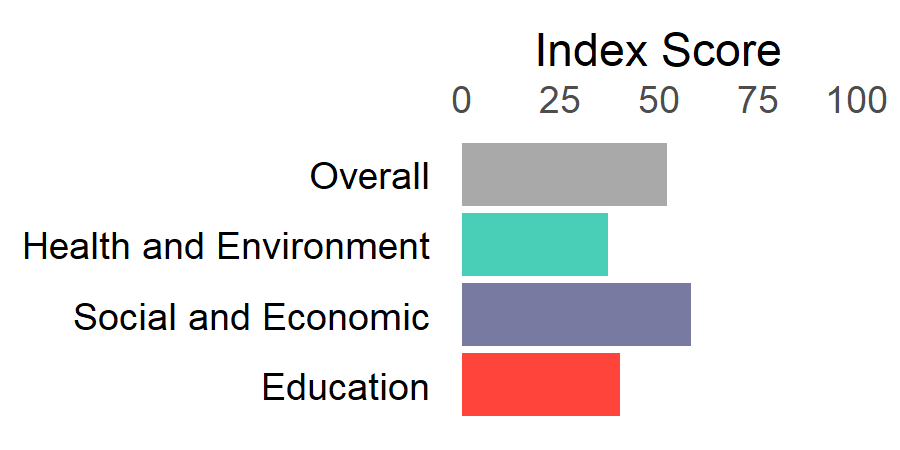 Index Score
0 25 50 75 100
Overall
Health and Environment
Social and Economic
Education